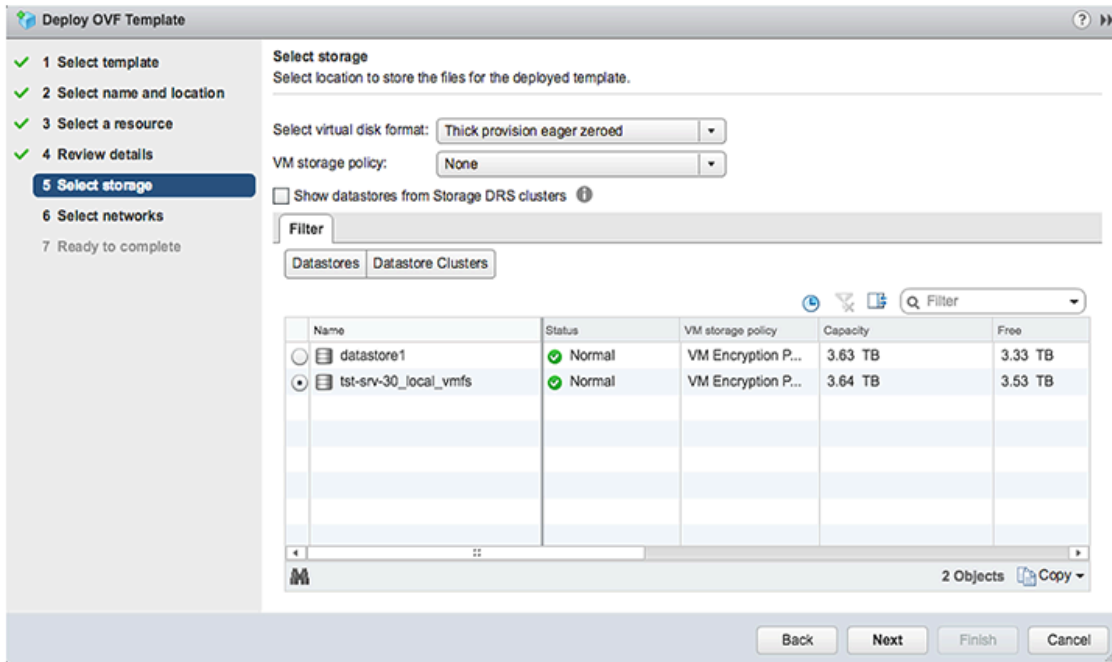 Deploy OVF Template
1 Select template
2 Select name and location
3 Select a resource
4 Review details
5 Select storage
6 Select networks
7 Ready to complete
Select storage
Select location to store the files for the deployed template.
Select virtual disk format: Thick provision eager zeroed
VM storage policy: None
Show datastores from Storage DRS clusters
Filter
Datastores Datastore Clusters
Filter
Name Status VM storage policy Capacity Free
datastore1 Normal VM Encryption P... 3.63 TB 3.33 TB
tst-srv-30_local_vmfs Normal VM Encryption P... 3.64 TB 3.53 TB
2 Objects Copy
Back Next Finish Cancel